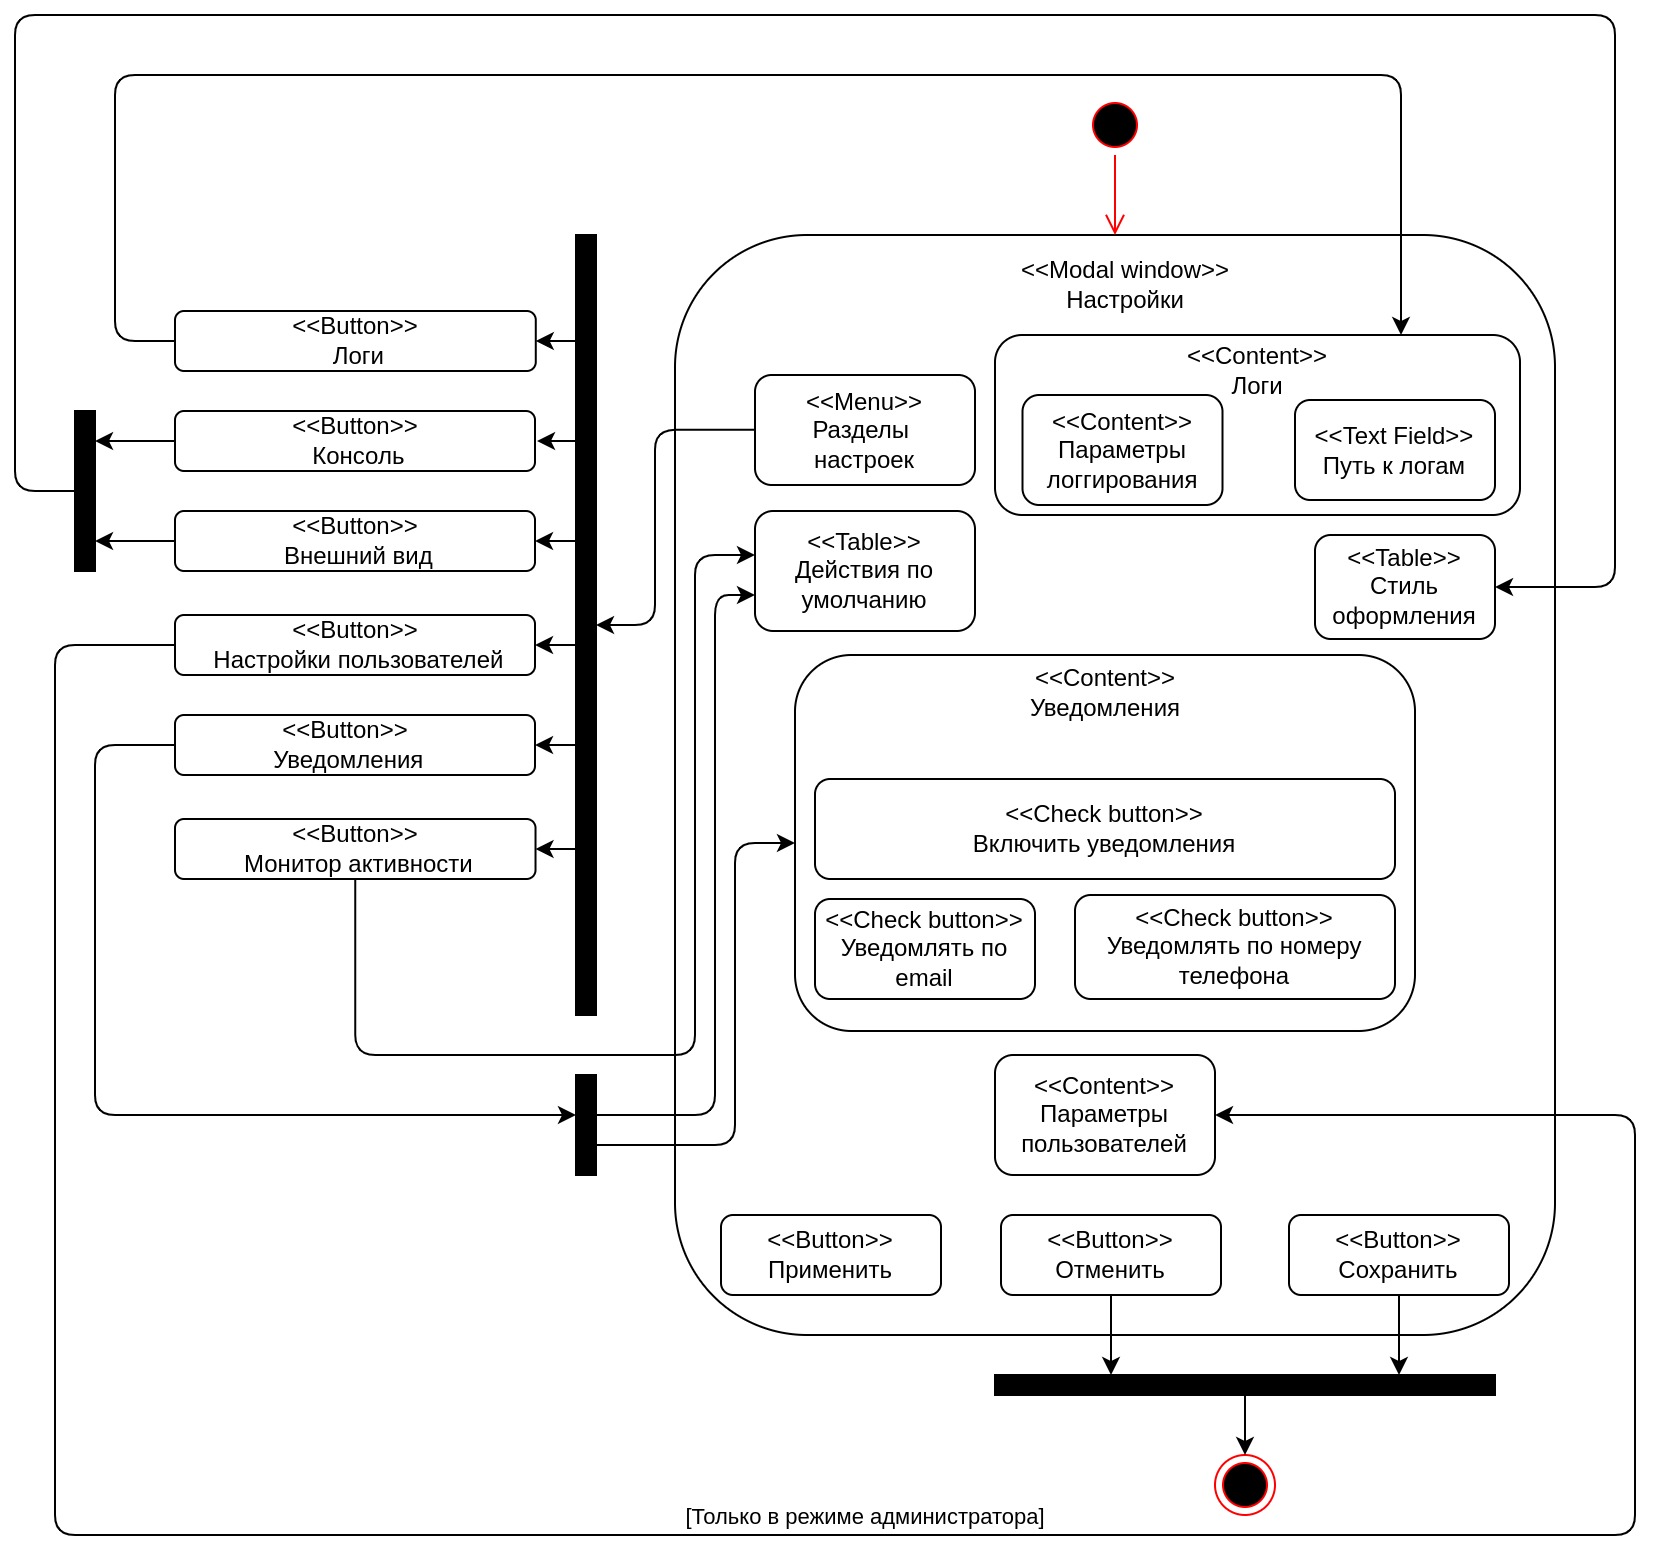 <<Modal window>>
Настройки
<<Button>>
Логи
<<Button>>
Консоль
<<Button>>
Внешний вид
<<Button>>
Настройки пользователей
<<Button>>
Уведомления
<<Button>>
Монитор активности
<<Menu>>
Разделы
настроек
<<Content>>
Логи
<<Content>>
Параметры
логгирования
<<Text Field>>
Путь к логам
<<Table>>
Действия по
умолчанию
<<Table>>
Стиль
оформления
<<Content>>
Уведомления
<<Check button>>
Включить уведомления
<<Check button>>
Уведомлять по
email
<<Check button>>
Уведомлять по номеру
телефона
<<Content>>
Параметры
пользователей
<<Button>>
Применить
<<Button>>
Отменить
<<Button>>
Сохранить
[Только в режиме администратора]